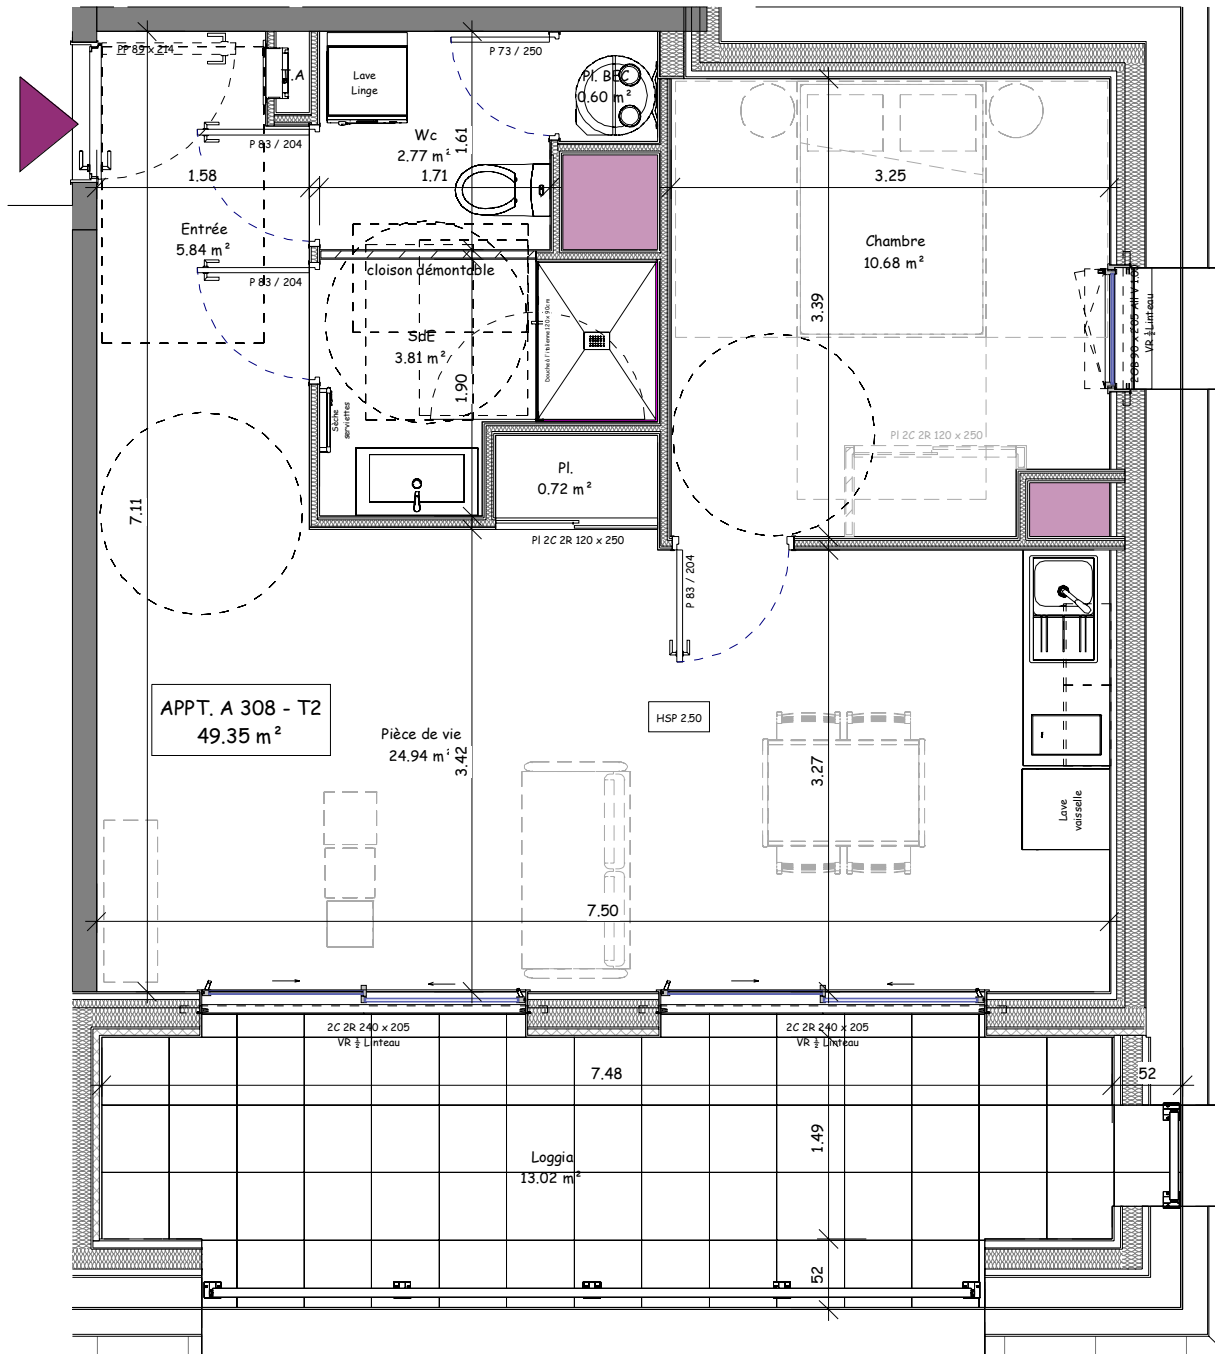 PP 89 x 214
.A
Lave
Linge
P 73 / 250
Pl. BEC
0.60 m²
P 83 / 204
Wc
2.77 m²
1.61
1.58
1.71
3.25
Entrée
5.84 m²
Chambre
10.68 m²
P 83 / 204
cloison démontable
SdE
3.81 m²
1.90
3.39
VR ½ Linteau
Sèche
serviettes
Pl 2C 2R 120 x 250
Pl.
0.72 m²
7.11
Pl 2C 2R 120 x 250
P 83 / 204
APPT. A 308 - T2
49.35 m²
HSP 2.50
Pièce de vie
24.94 m²
3.42
3.27
Lave
vaisselle
7.50
2C 2R 240 x 205
VR ½ Linteau
2C 2R 240 x 205
VR ½ Linteau
7.48
52
1.49
Loggia
13.02 m²
52